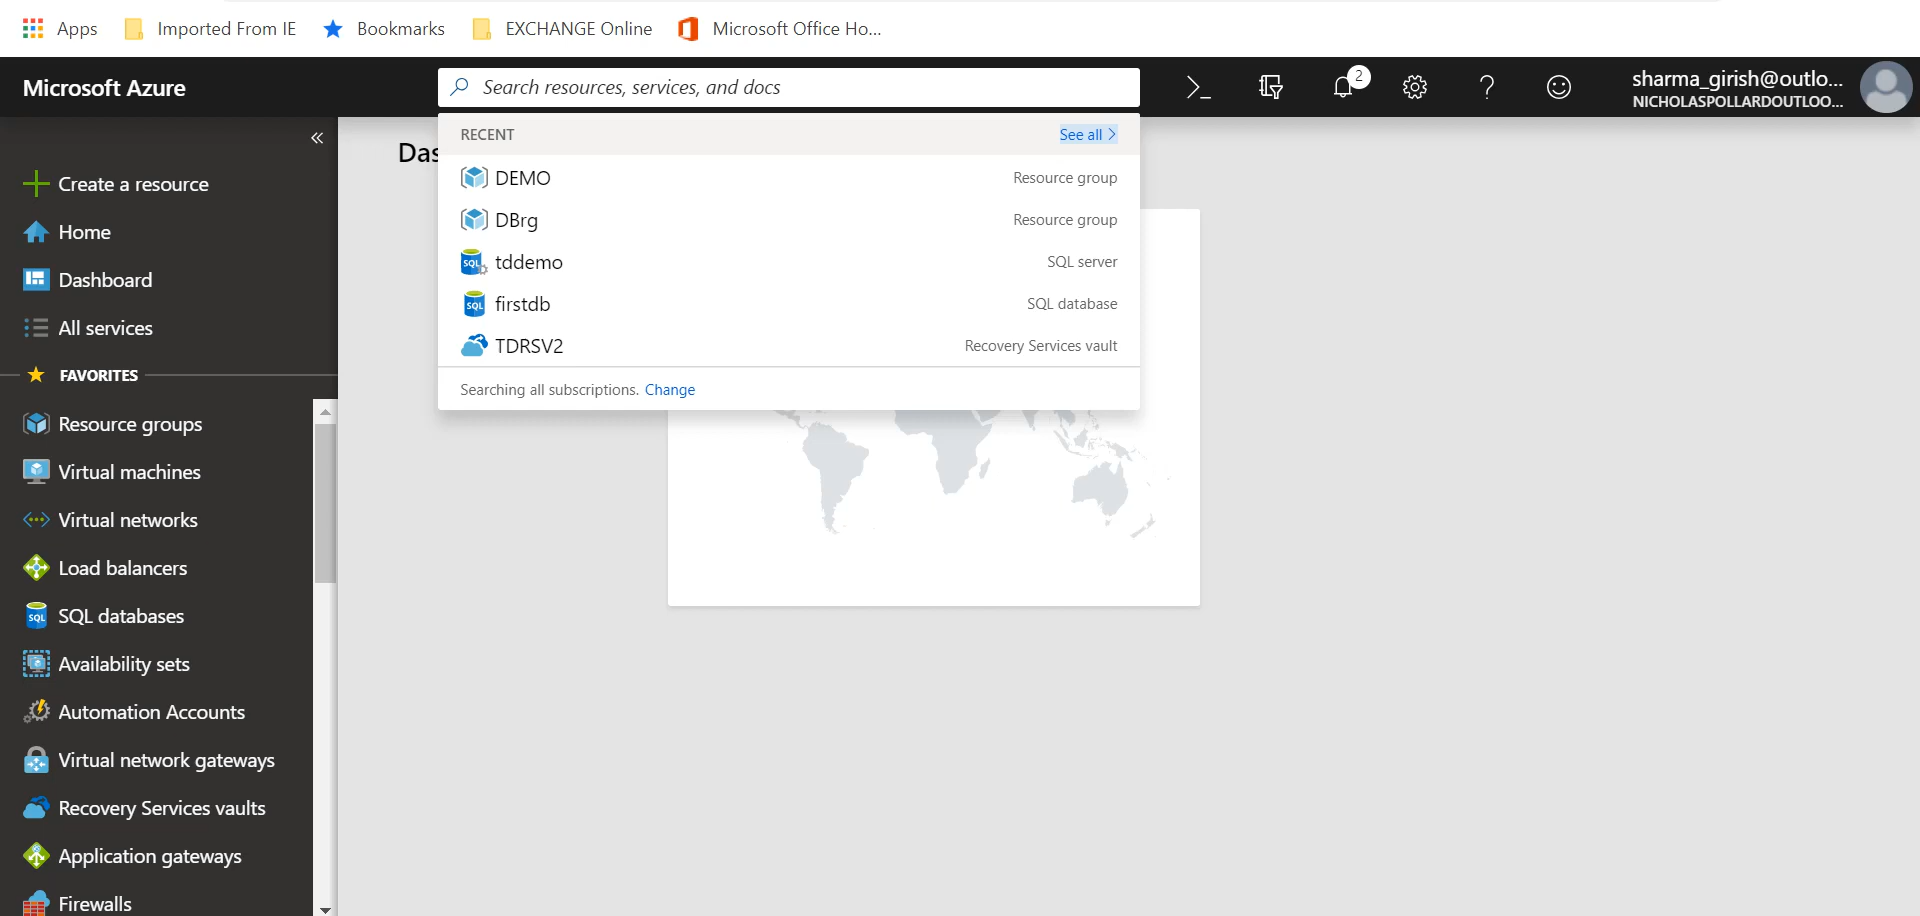 Apps Imported From IE Bookmarks EXCHANGE Online Microsoft Office Ho...
Microsoft Azure
Search resources, services, and docs
2
sharma_girish@outlo...
NICHOLASPOLLARDOUTLOO...
«
Create a resource
Home
Dashboard
All services
FAVORITES
Resource groups
Virtual machines
Virtual networks
Load balancers
SQL databases
Availability sets
Automation Accounts
Virtual network gateways
Recovery Services vaults
Application gateways
Firewalls
Das
RECENT See all >
DEMO Resource group
DBrg Resource group
tddemo SQL server
firstdb SQL database
TDRSV2 Recovery Services vault
Searching all subscriptions. Change